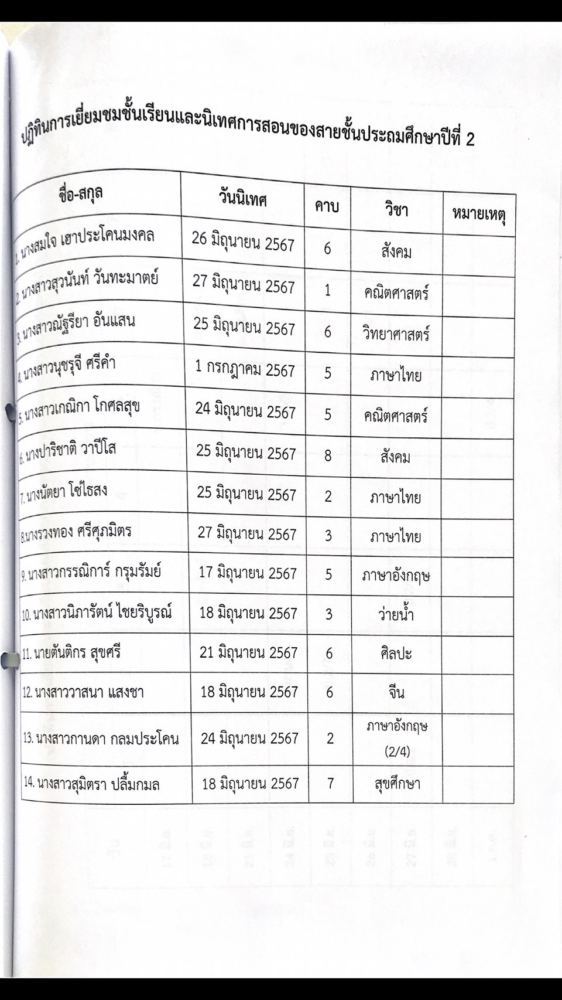 ปฏิทินการเยี่ยมชมชั้นเรียนและนิเทศการสอนของสายชั้นประถมศึกษาปีที่ 2
ชื่อ-สกุล วันนิเทศ คาบ วิชา หมายเหตุ
1. นางสมใจ เฮาประโคนมงคล 26 มิถุนายน 2567 6 สังคม
2. นางสาวสุวนันท์ วันทะมาตย์ 27 มิถุนายน 2567 1 คณิตศาสตร์
3. นางสาวณัฐรียา อันแสน 25 มิถุนายน 2567 6 วิทยาศาสตร์
4. นางสาวนุชรุจี ศรีคำ 1 กรกฎาคม 2567 5 ภาษาไทย
5. นางสาวเกณิกา โกศลสุข 24 มิถุนายน 2567 5 คณิตศาสตร์
6. นางปาริชาติ วาปีโส 25 มิถุนายน 2567 8 สังคม
7. นางนัตยา โซ่ไธสง 25 มิถุนายน 2567 2 ภาษาไทย
8.นางรวงทอง ศรีศุภมิตร 27 มิถุนายน 2567 3 ภาษาไทย
9. นางสาวกรรณิการ์ กรุมรัมย์ 17 มิถุนายน 2567 5 ภาษาอังกฤษ
10. นางสาวนิภารัตน์ ไชยริบูรณ์ 18 มิถุนายน 2567 3 ว่ายน้ำ
11. นายตันติกร สุขศรี 21 มิถุนายน 2567 6 ศิลปะ
12. นางสาววาสนา แสงชา 18 มิถุนายน 2567 6 จีน
13. นางสาวกานดา กลมประโคน 24 มิถุนายน 2567 2 ภาษาอังกฤษ
(2/4)
14. นางสาวสุมิตรา ปลื้มกมล 18 มิถุนายน 2567 7 สุขศึกษา